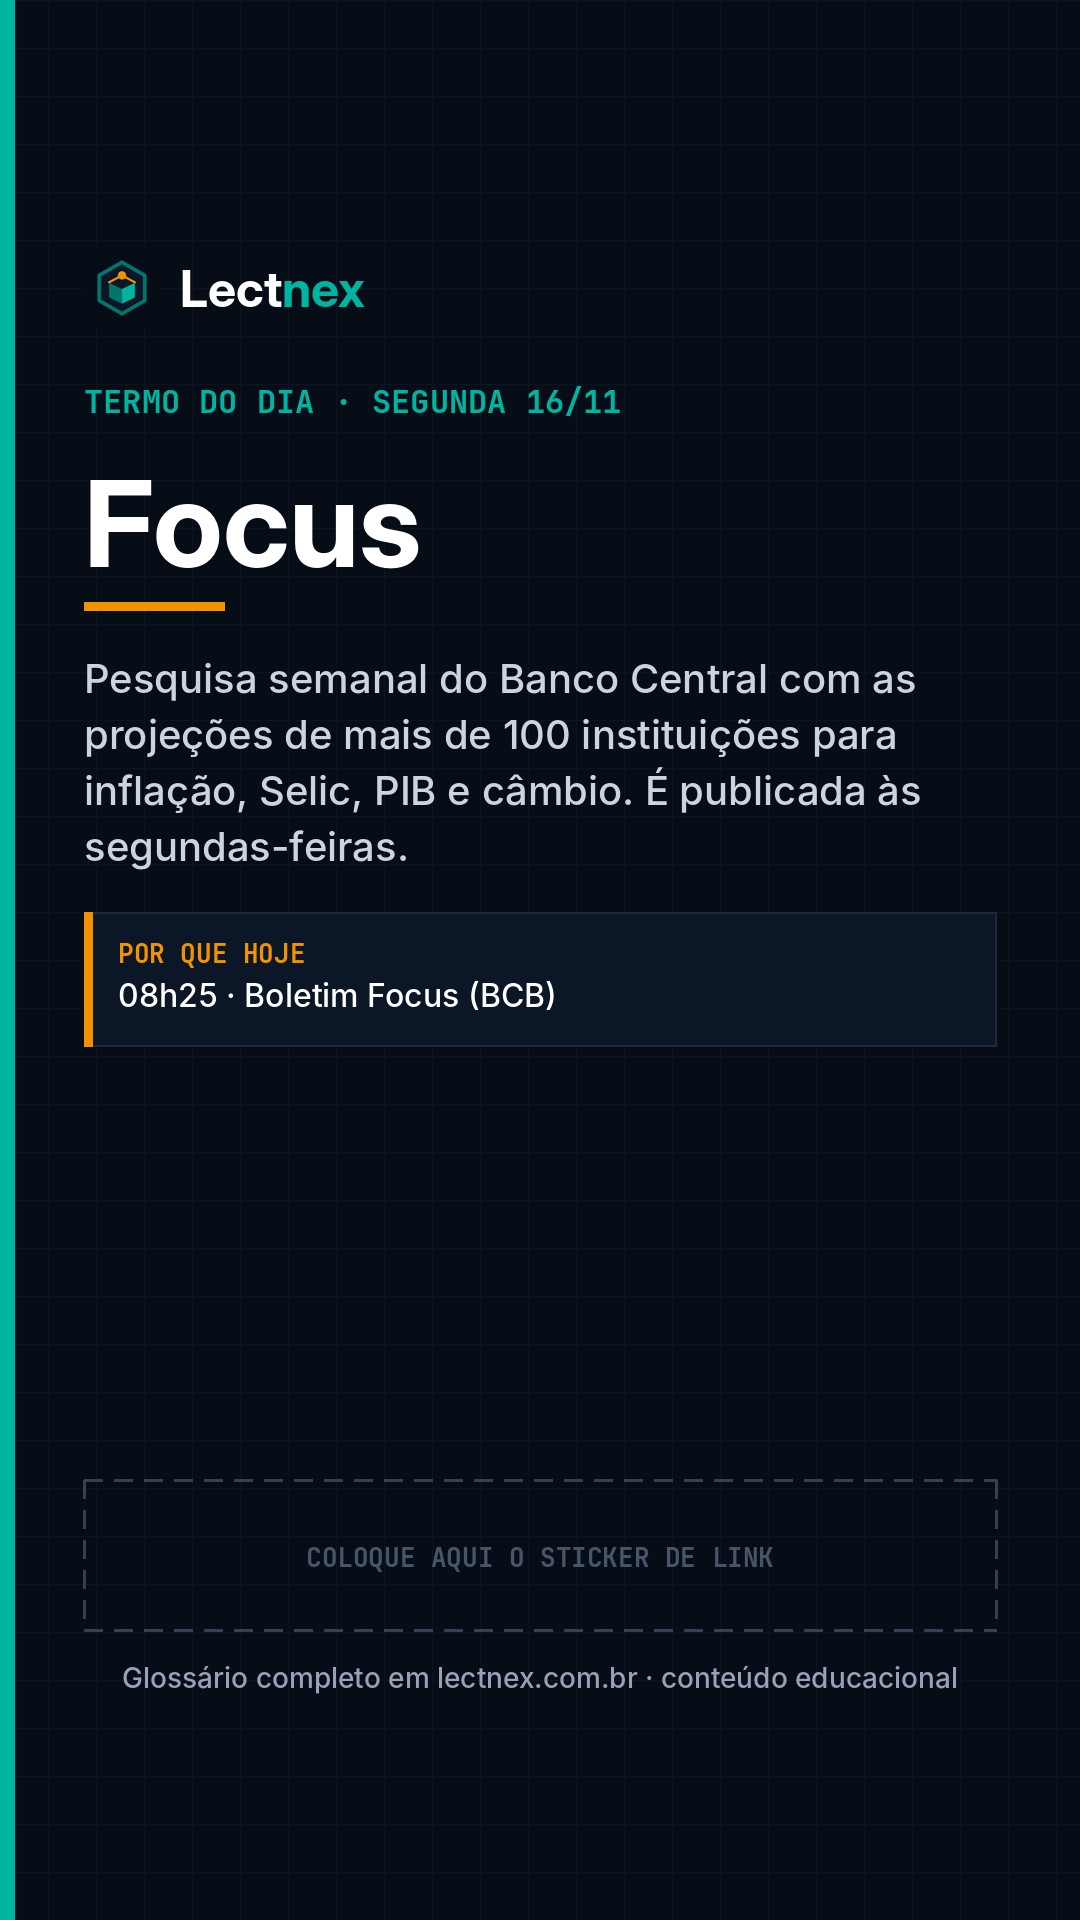 Lectnex
TERMO DO DIA · SEGUNDA 16/11
Focus
Pesquisa semanal do Banco Central com as
projeções de mais de 100 instituições para
inflação, Selic, PIB e câmbio. É publicada às
segundas-feiras.
POR QUE HOJE
08h25 · Boletim Focus (BCB)
COLOQUE AQUI O STICKER DE LINK
Glossário completo em lectnex.com.br · conteúdo educacional